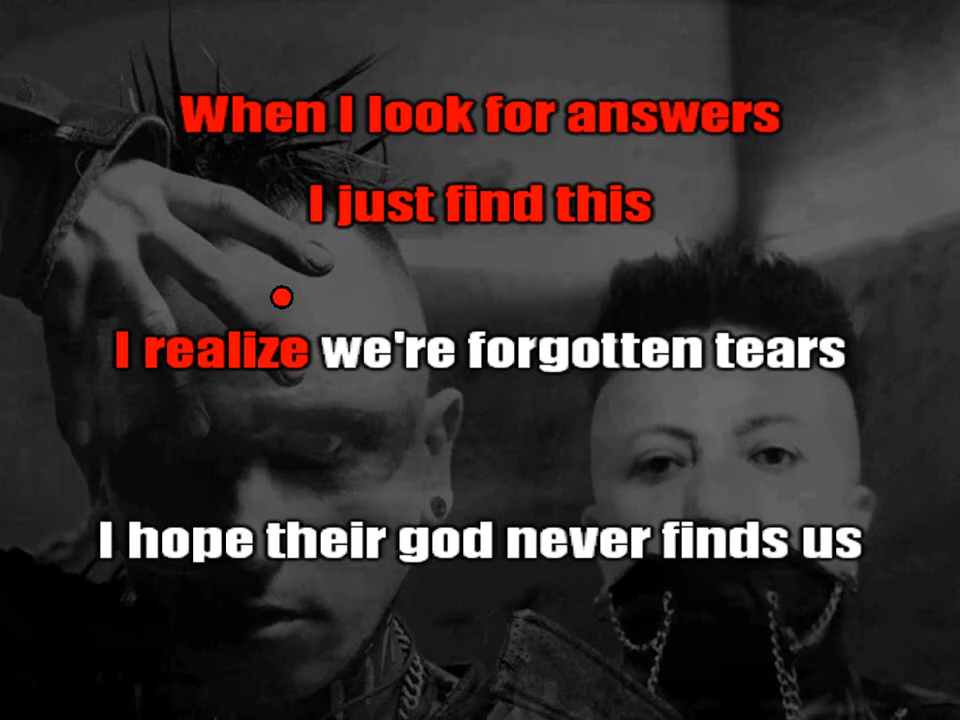 When I look for answers
I just find this
I realize we're forgotten tears
I hope their god never finds us